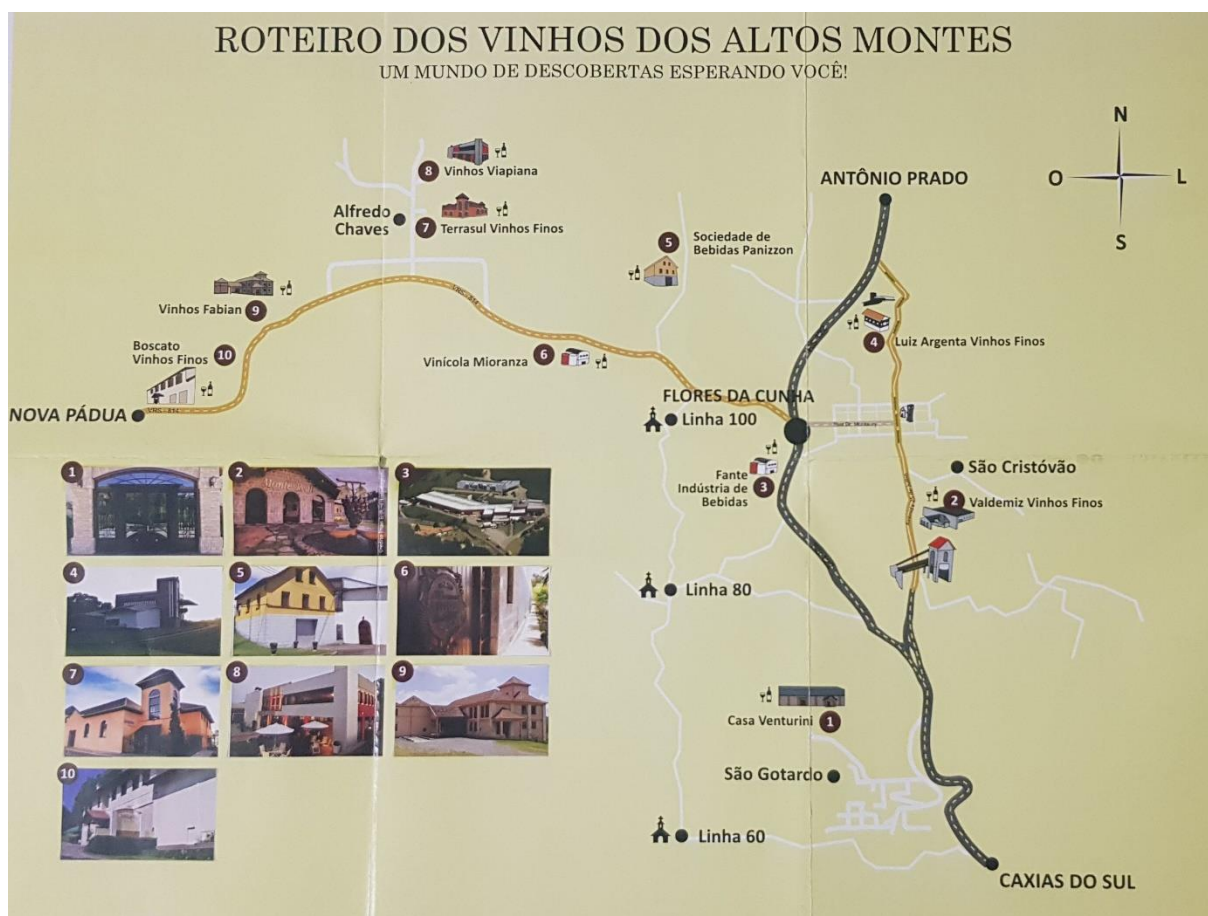 ROTEIRO DOS VINHOS DOS ALTOS MONTES
UM MUNDO DE DESCOBERTAS ESPERANDO VOCÊ!
N
O
L
S
ANTÔNIO PRADO
8 Vinhos Viapiana
Alfredo
Chaves
7 Terrasul Vinhos Finos
5
Sociedade de
Bebidas Panizzon
Vinhos Fabian 9
VRS - 814
Boscato
Vinhos Finos 10
Vinícola Mioranza 6
4 Luiz Argenta Vinhos Finos
NOVA PÁDUA
VRS - 814
FLORES DA CUNHA
Linha 100
São Cristóvão
Fante
Indústria de
Bebidas
3
2 Valdemiz Vinhos Finos
Linha 80
Casa Venturini 1
São Gotardo
Linha 60
CAXIAS DO SUL
1
2
3
4
5
6
7
8
9
10